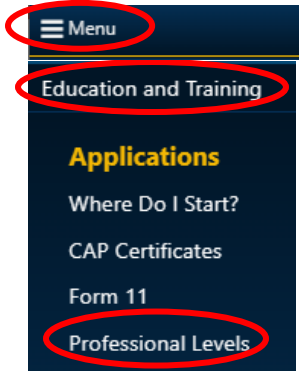 Menu
Education and Training
Applications
Where Do I Start?
CAP Certificates
Form 11
Professional Levels